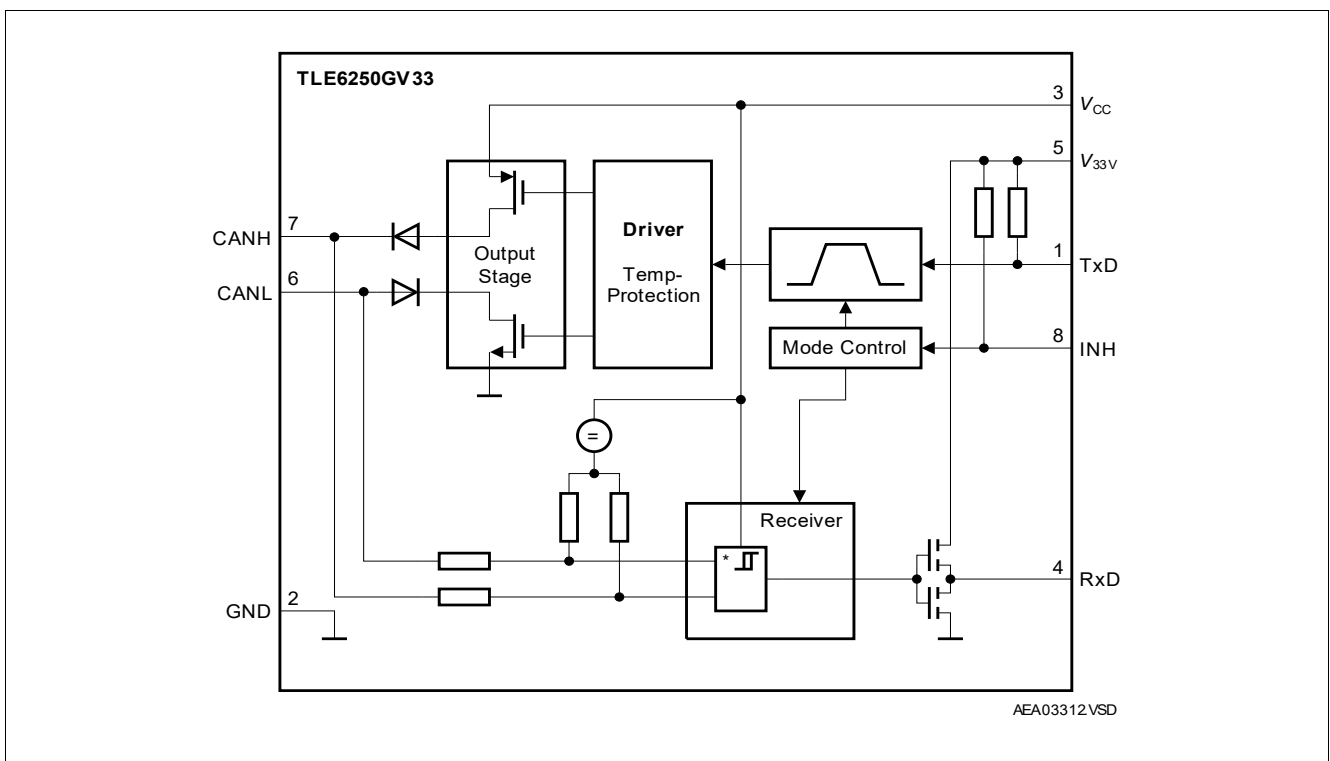 TLE6250GV33
3 VCC
5 V33V
7
CANH
Driver
Output
Stage
Temp-
Protection
1 TxD
6
CANL
Mode Control
8 INH
=
Receiver
*
4 RxD
2
GND
AEA03312.VSD